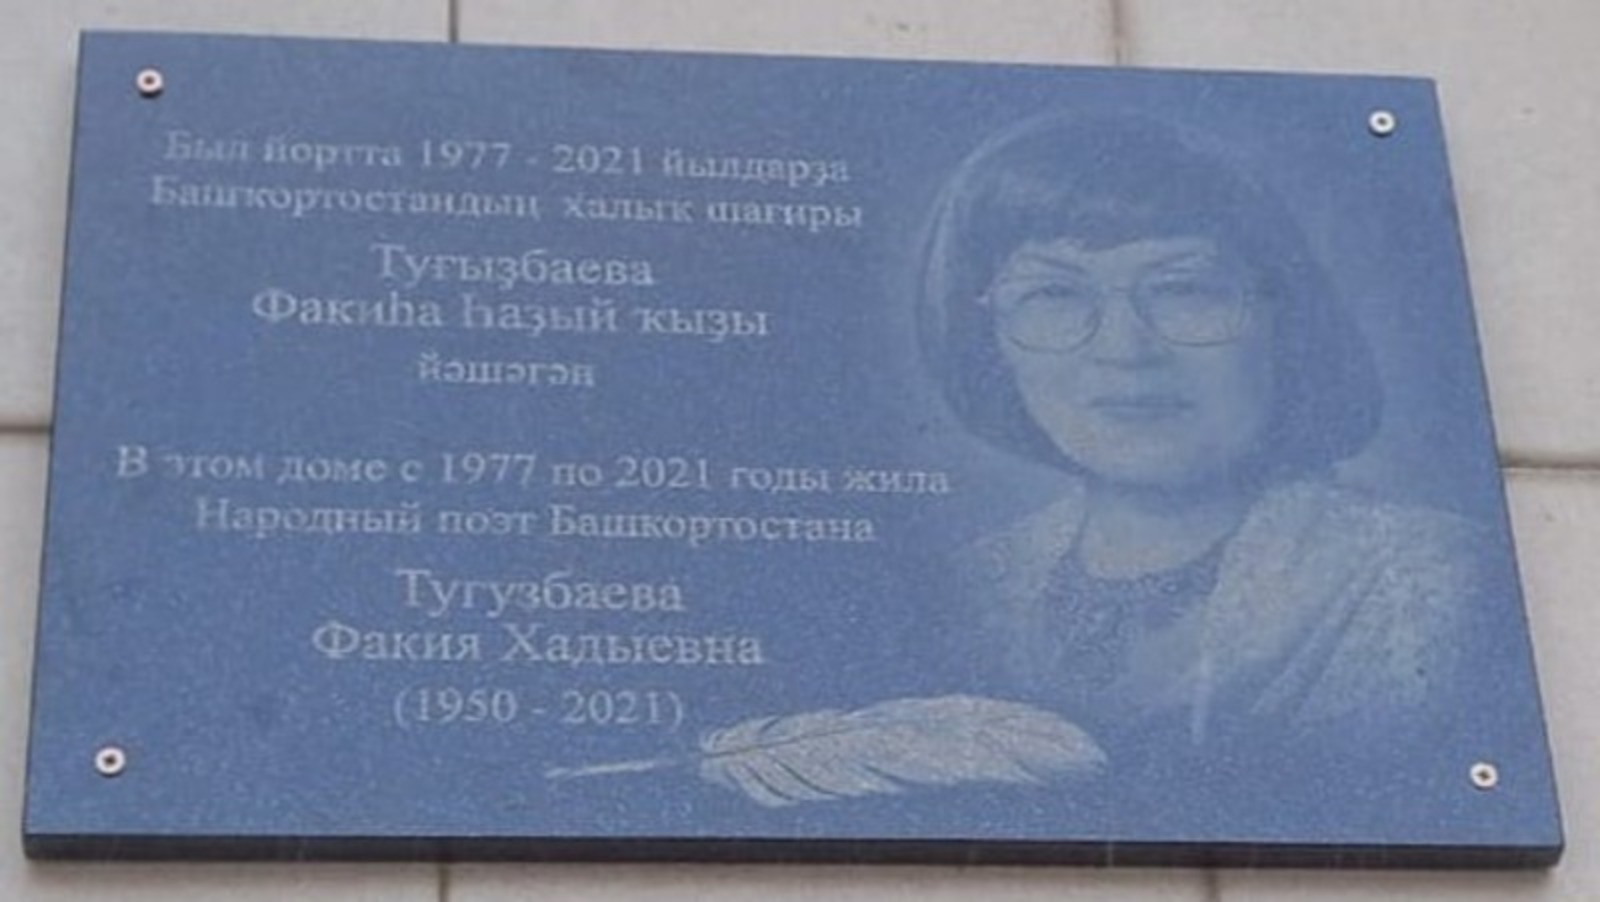 Был йортта 1977 - 2021 йылдарҙа
Башҡортостандың халыҡ шағиры
Туғыҙбаева
Факиһа Һаҙый ҡыҙы
йәшәгән
В этом доме с 1977 по 2021 годы жила
Народный поэт Башкортостана
Тугузбаева
Факия Хадыевна
(1950 - 2021)